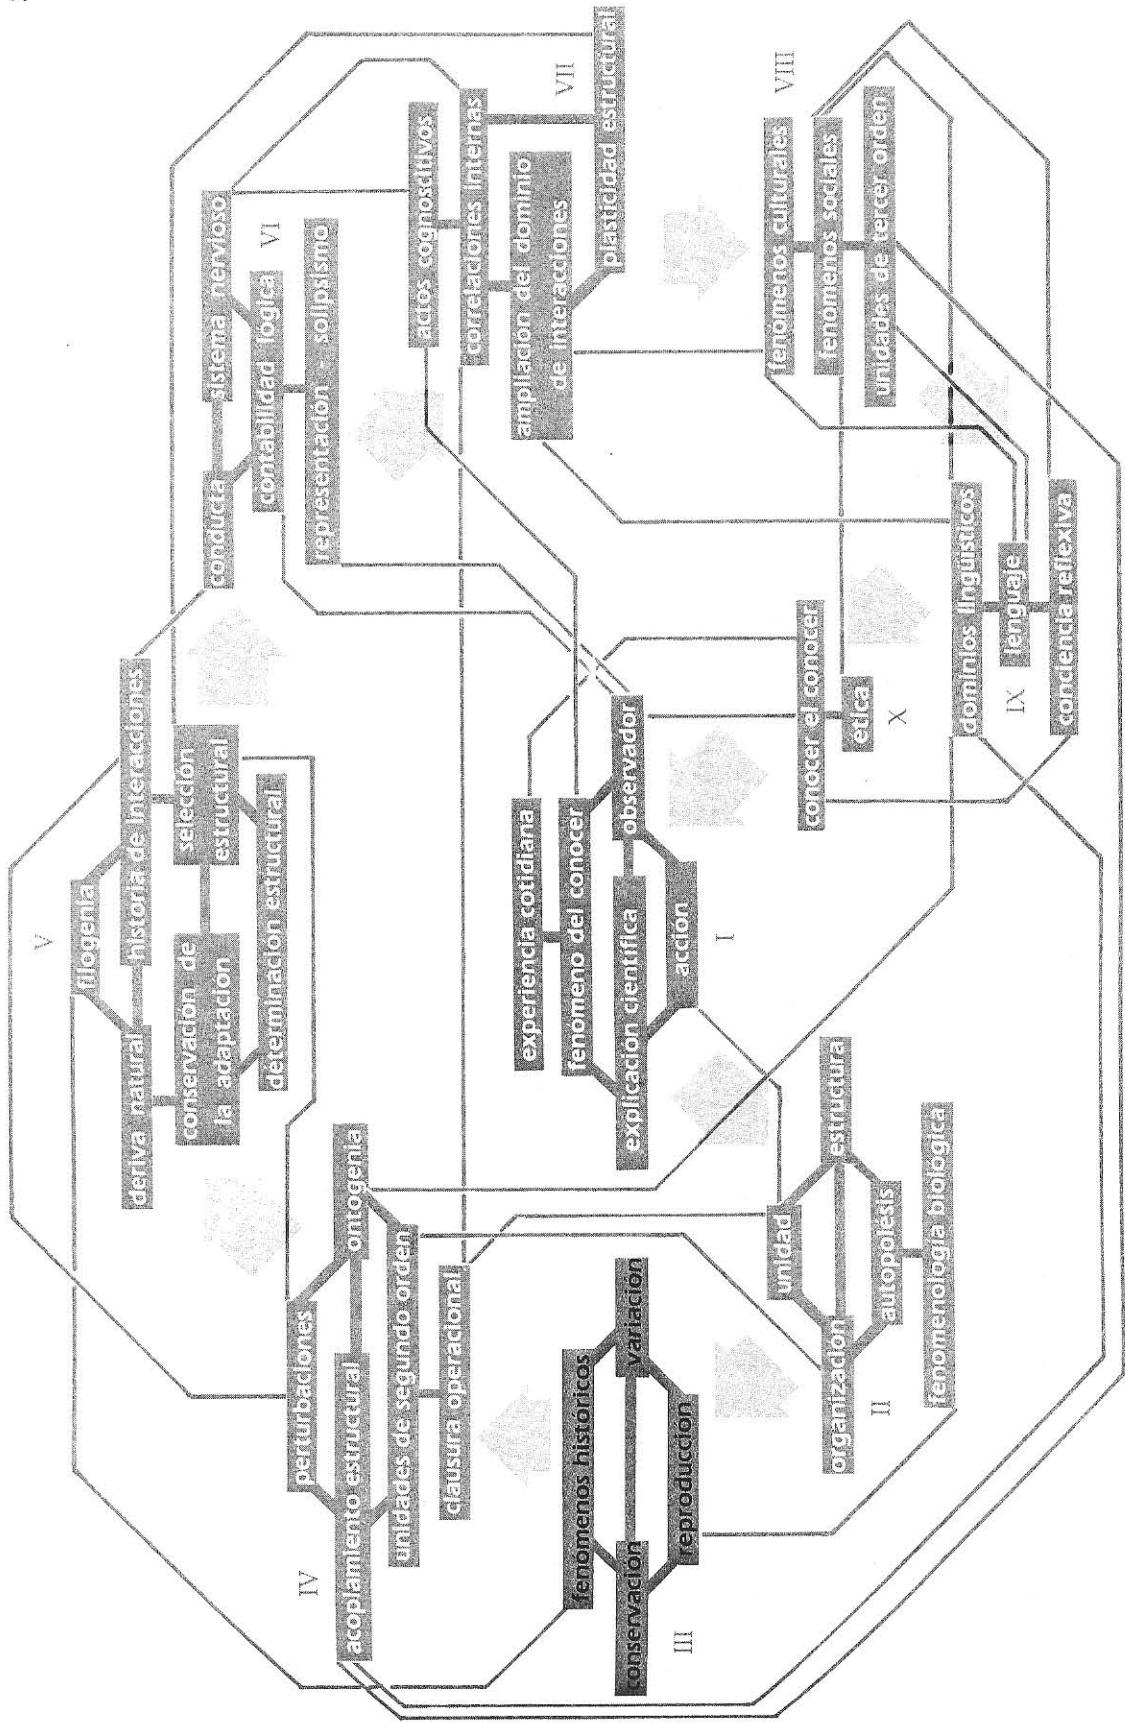 V
filogenia
deriva natural
historia de interacciones
conservación de
la adaptación
selección
estructural
determinación estructural
conducta
sistema nervioso
contabilidad lógica
VI
representación - solipsismo
IV
perturbaciones
acoplamiento estructural
ontogenia
unidades de segundo orden
clausura operacional
actos cognoscitivos
correlaciones internas
ampliación del dominio
de interacciones
VII
plasticidad estructural
experiencia cotidiana
fenómeno del conocer
explicación científica
observador
acción
I
fenómenos históricos
conservación
variación
reproducción
III
unidad
organización
estructura
autopoiesis
II
fenomenología biológica
VIII
fenómenos culturales
fenómenos sociales
unidades de tercer orden
conocer el conocer
ética
X
dominios lingüísticos
lenguaje
IX
conciencia reflexiva